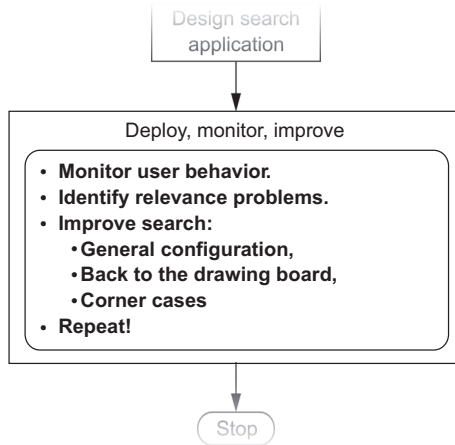 Design search
application
Deploy, monitor, improve
• Monitor user behavior.
• Identify relevance problems.
• Improve search:
• General configuration,
• Back to the drawing board,
• Corner cases
• Repeat!
Stop